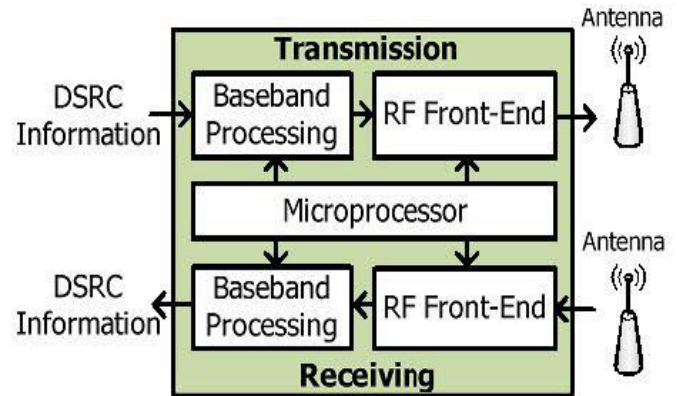 Antenna
Transmission
DSRC
Information
Baseband
Processing
RF Front-End
Microprocessor
Antenna
DSRC
Information
Baseband
Processing
RF Front-End
Receiving